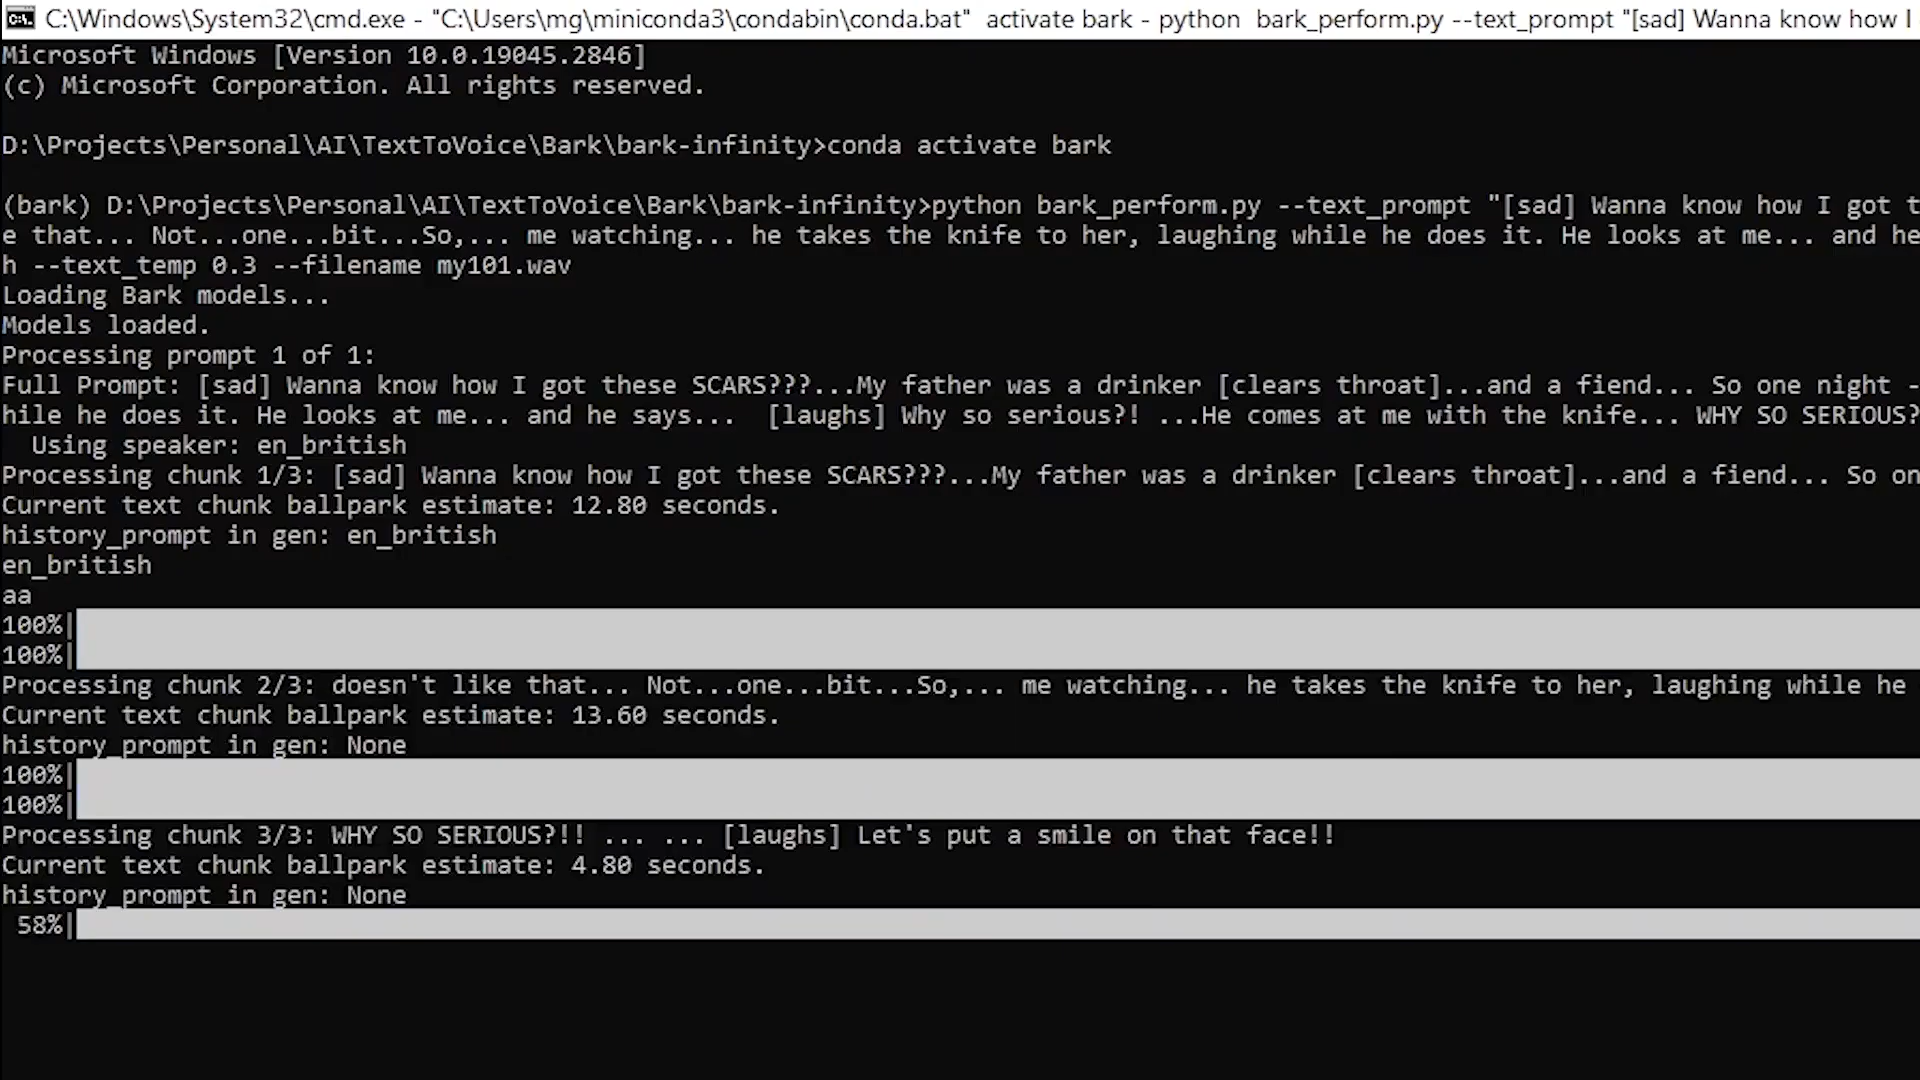 C:\Windows\System32\cmd.exe - "C:\Users\mg\miniconda3\condabin\conda.bat" activate bark - python bark_perform.py --text_prompt "[sad] Wanna know how I
Microsoft Windows [Version 10.0.19045.2846]
(c) Microsoft Corporation. All rights reserved.
D:\Projects\Personal\AI\TextToVoice\Bark\bark-infinity>conda activate bark
(bark) D:\Projects\Personal\AI\TextToVoice\Bark\bark-infinity>python bark_perform.py --text_prompt "[sad] Wanna know how I got t
e that... Not...one...bit...So,... me watching... he takes the knife to her, laughing while he does it. He looks at me... and he
h --text_temp 0.3 --filename my101.wav
Loading Bark models...
Models loaded.
Processing prompt 1 of 1:
Full Prompt: [sad] Wanna know how I got these SCARS???...My father was a drinker [clears throat]...and a fiend... So one night -
hile he does it. He looks at me... and he says...  [laughs] Why so serious?! ...He comes at me with the knife... WHY SO SERIOUS?
Using speaker: en_british
Processing chunk 1/3: [sad] Wanna know how I got these SCARS???...My father was a drinker [clears throat]...and a fiend... So on
Current text chunk ballpark estimate: 12.80 seconds.
history_prompt in gen: en_british
en_british
aa
100%|
100%|
Processing chunk 2/3: doesn't like that... Not...one...bit...So,... me watching... he takes the knife to her, laughing while he
Current text chunk ballpark estimate: 13.60 seconds.
history_prompt in gen: None
100%|
100%|
Processing chunk 3/3: WHY SO SERIOUS?!! ... ... [laughs] Let's put a smile on that face!!
Current text chunk ballpark estimate: 4.80 seconds.
history_prompt in gen: None
58%|